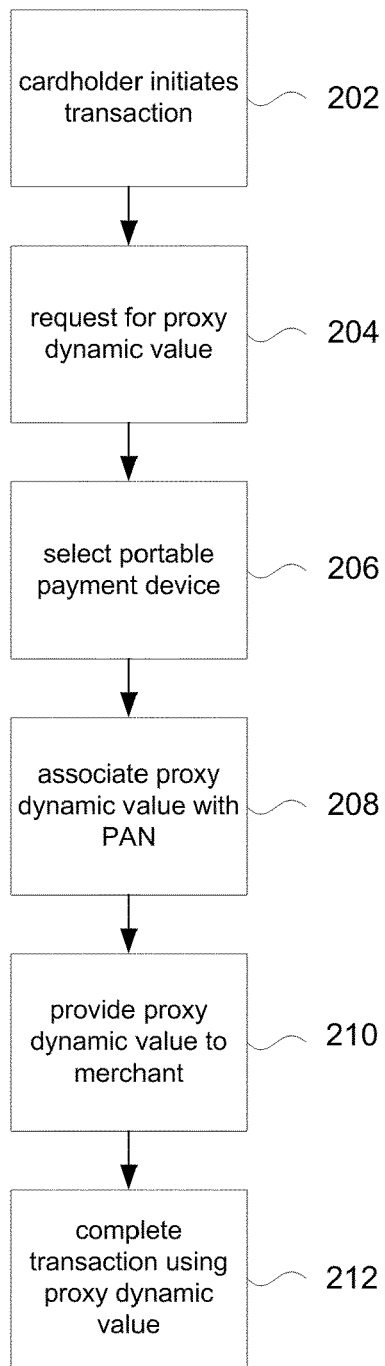 cardholder initiates
transaction
202
request for proxy
dynamic value
204
select portable
payment device
206
associate proxy
dynamic value with
PAN
208
provide proxy
dynamic value to
merchant
210
complete
transaction using
proxy dynamic
value
212